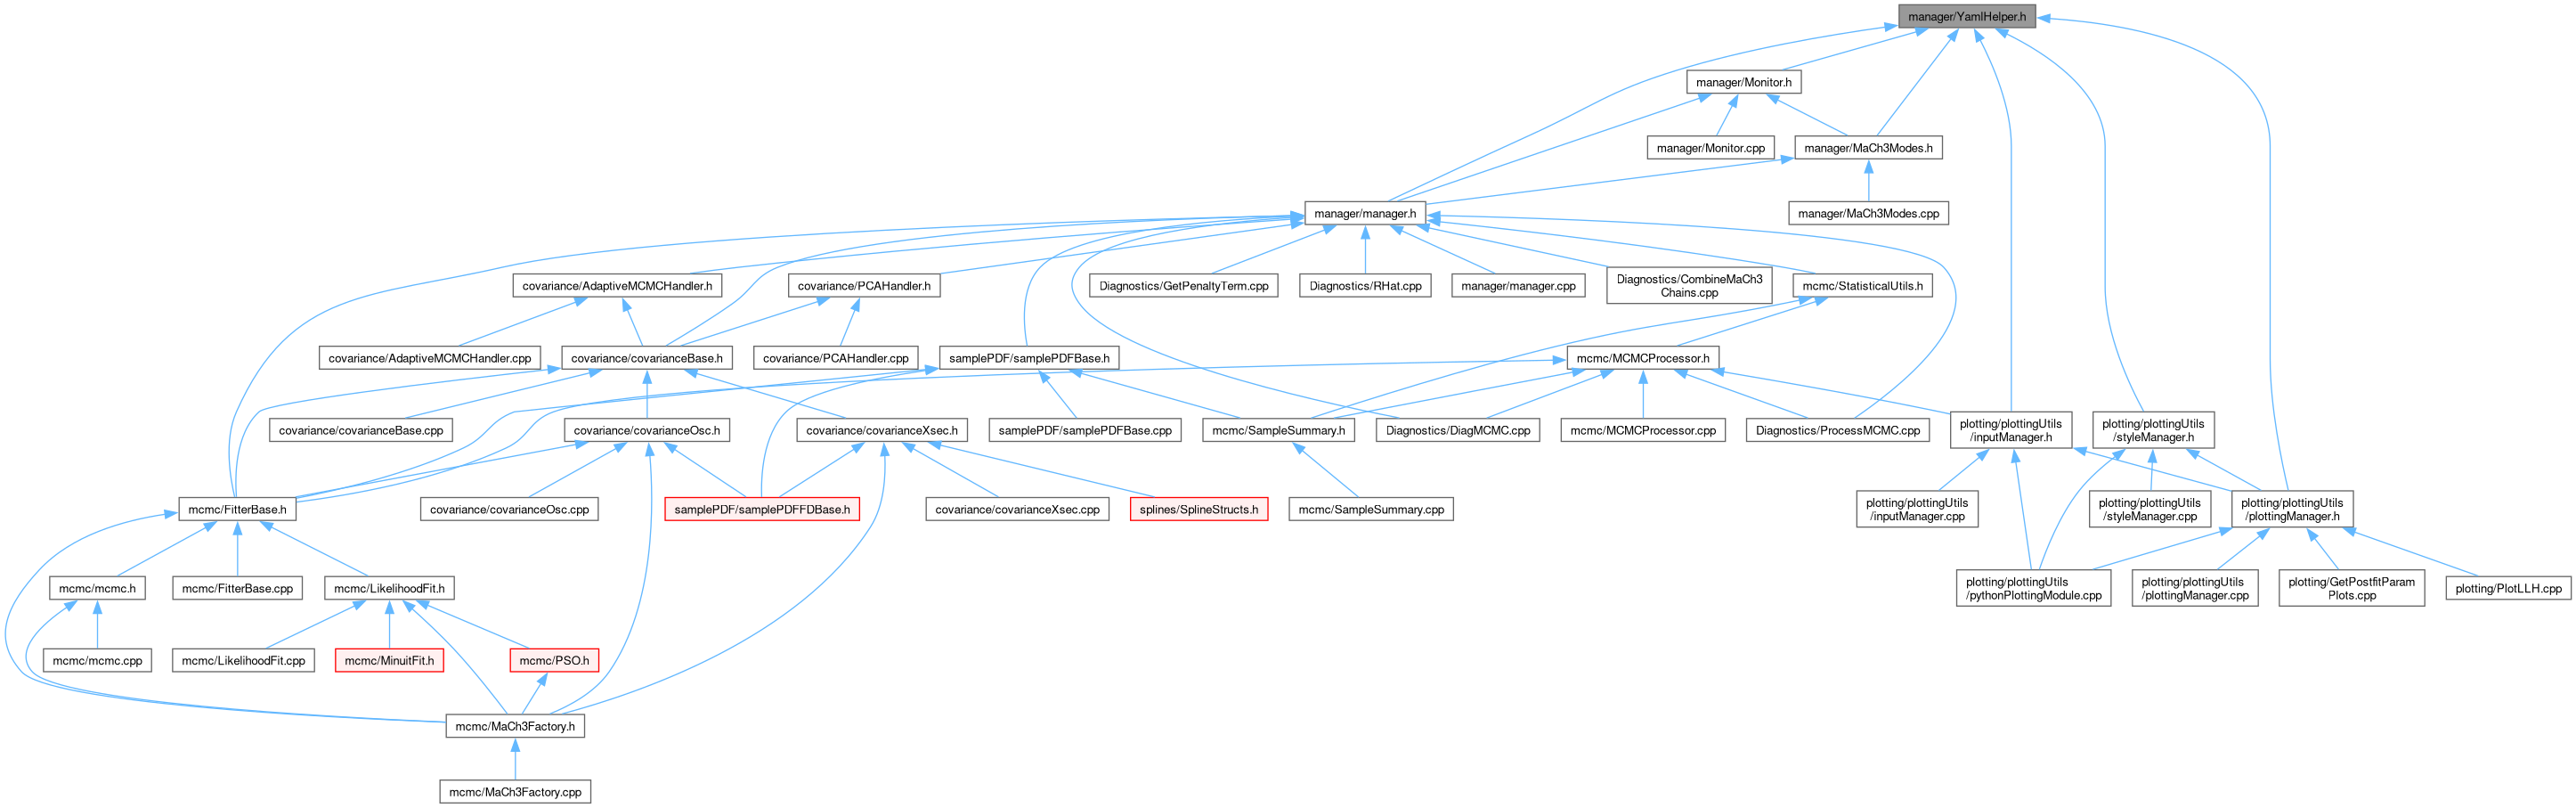 manager/YamlHelper.h
manager/Monitor.h
manager/Monitor.cpp
manager/MaCh3Modes.h
manager/manager.h
manager/MaCh3Modes.cpp
covariance/AdaptiveMCMCHandler.h
covariance/PCAHandler.h
Diagnostics/GetPenaltyTerm.cpp
Diagnostics/RHat.cpp
manager/manager.cpp
Diagnostics/CombineMaCh3
Chains.cpp
mcmc/StatisticalUtils.h
covariance/AdaptiveMCMCHandler.cpp
covariance/covarianceBase.h
covariance/PCAHandler.cpp
samplePDF/samplePDFBase.h
mcmc/MCMCProcessor.h
covariance/covarianceBase.cpp
covariance/covarianceOsc.h
covariance/covarianceXsec.h
samplePDF/samplePDFBase.cpp
mcmc/SampleSummary.h
Diagnostics/DiagMCMC.cpp
mcmc/MCMCProcessor.cpp
Diagnostics/ProcessMCMC.cpp
plotting/plottingUtils
/inputManager.h
plotting/plottingUtils
/styleManager.h
mcmc/FitterBase.h
covariance/covarianceOsc.cpp
samplePDF/samplePDFFDBase.h
covariance/covarianceXsec.cpp
splines/SplineStructs.h
mcmc/SampleSummary.cpp
plotting/plottingUtils
/inputManager.cpp
plotting/plottingUtils
/styleManager.cpp
plotting/plottingUtils
/plottingManager.h
mcmc/mcmc.h
mcmc/FitterBase.cpp
mcmc/LikelihoodFit.h
plotting/plottingUtils
/pythonPlottingModule.cpp
plotting/plottingUtils
/plottingManager.cpp
plotting/GetPostfitParam
Plots.cpp
plotting/PlotLLH.cpp
mcmc/mcmc.cpp
mcmc/LikelihoodFit.cpp
mcmc/MinuitFit.h
mcmc/PSO.h
mcmc/MaCh3Factory.h
mcmc/MaCh3Factory.cpp